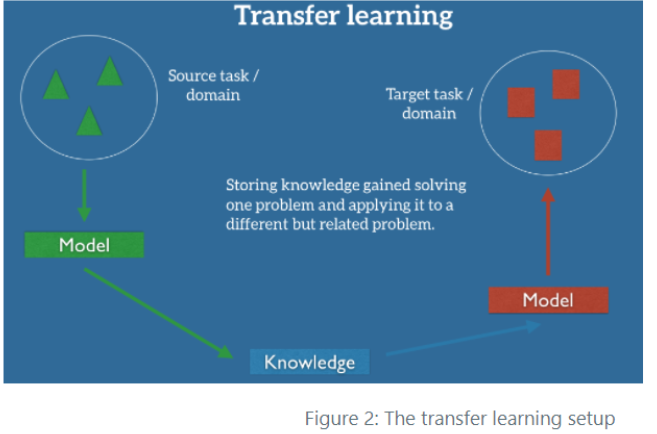 Transfer learning
Source task /
domain
Target task /
domain
Storing knowledge gained solving
one problem and applying it to a
different but related problem.
Model
Model
Knowledge
Figure 2: The transfer learning setup